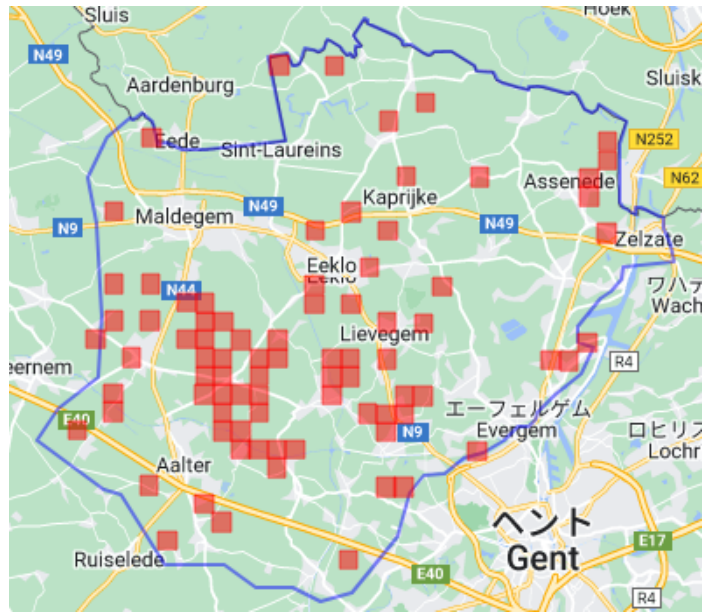 Sluis
Hoek
N49
Aardenburg
Sluisk
Eede
N252
Sint-Laureins
Assenede
N62
Kaprijke
N9
Maldegem
N49
N49
Zelzate
Eeklo
Eeklo
ワハテ
Wach
N44
Lievegem
eernem
R4
エーフェルゲム
Evergem
E40
N9
ロヒリス
Lochr
Aalter
ヘント
Gent
E17
Ruiselede
E40
R4